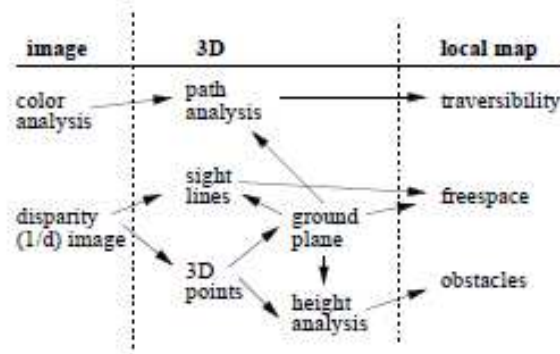 image 3D local map
color
analysis
path
analysis
traversibility
sight
lines
freespace
disparity
(1/d) image
ground
plane
3D
points
height
analysis
obstacles